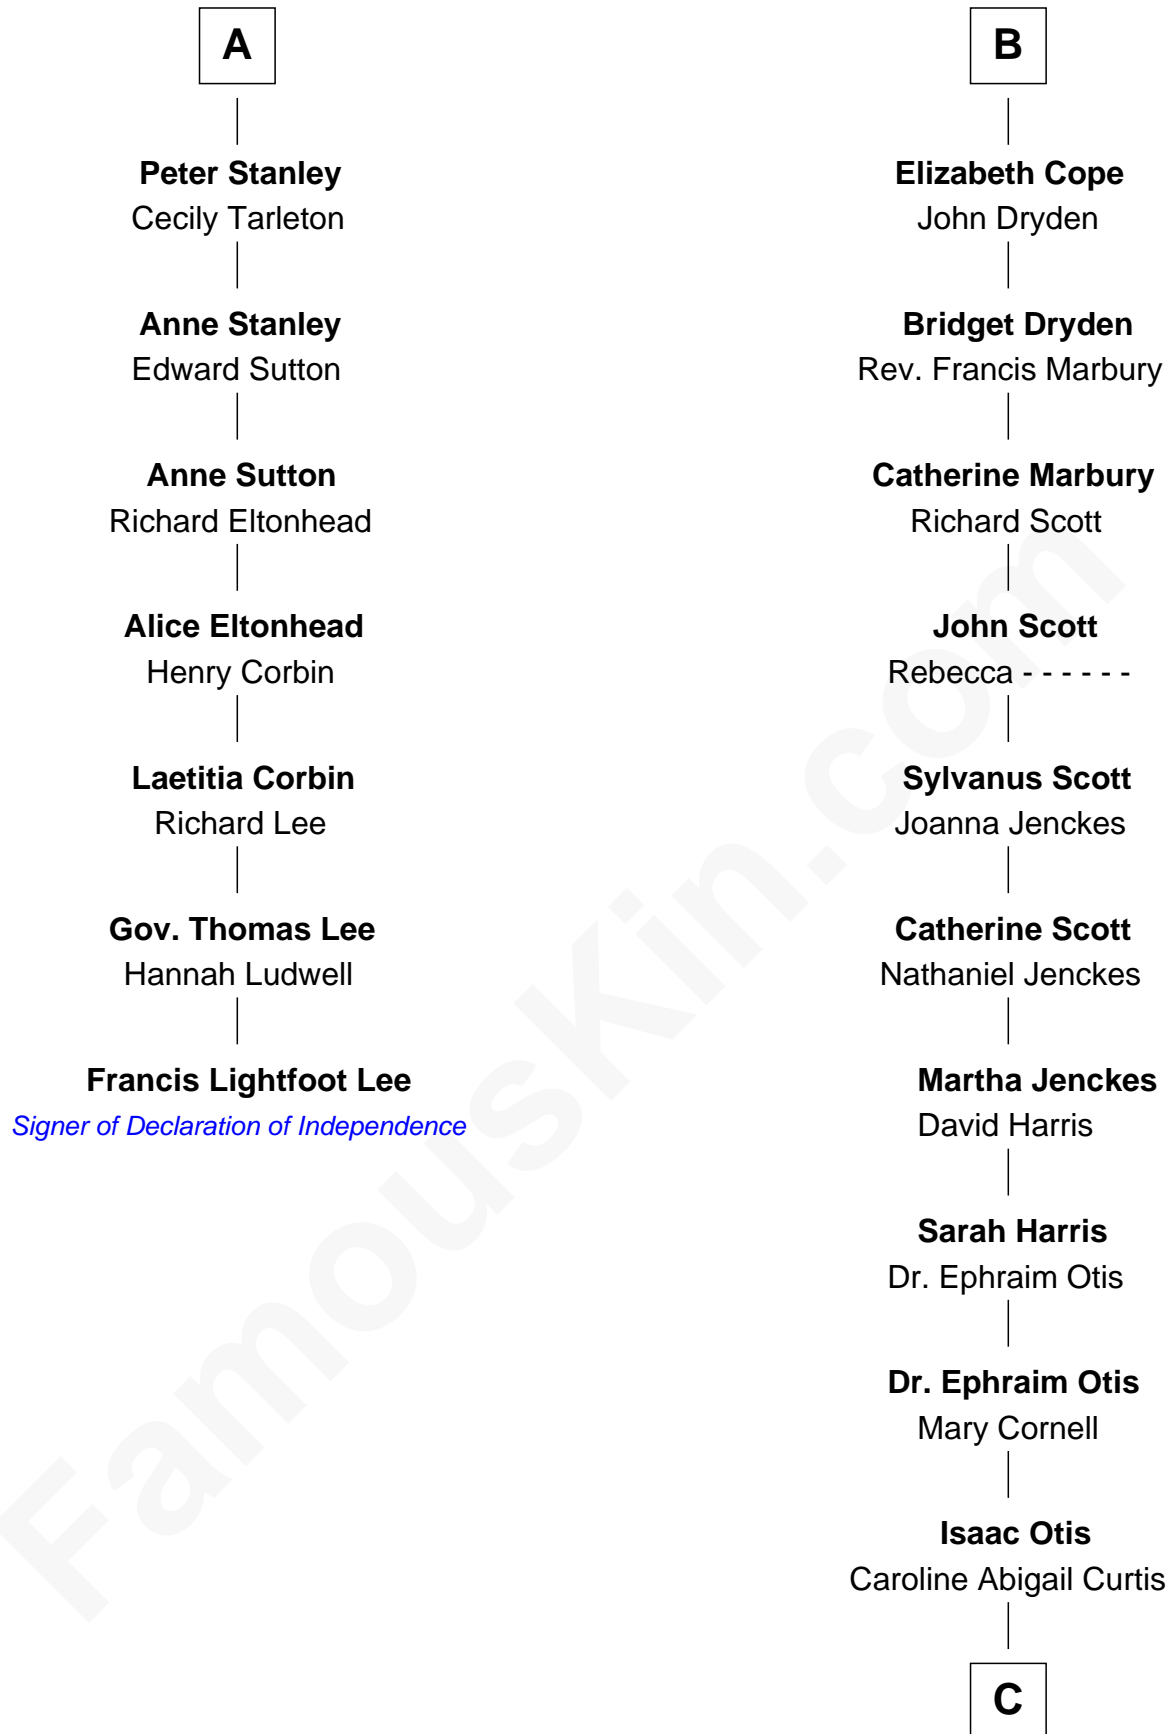 A
Peter Stanley
Cecily Tarleton
Anne Stanley
Edward Sutton
Anne Sutton
Richard Eltonhead
Alice Eltonhead
Henry Corbin
Laetitia Corbin
Richard Lee
Gov. Thomas Lee
Hannah Ludwell
Francis Lightfoot Lee
Signer of Declaration of Independence
B
Elizabeth Cope
John Dryden
Bridget Dryden
Rev. Francis Marbury
Catherine Marbury
Richard Scott
John Scott
Rebecca - - - - - -
Sylvanus Scott
Joanna Jenckes
Catherine Scott
Nathaniel Jenckes
Martha Jenckes
David Harris
Sarah Harris
Dr. Ephraim Otis
Dr. Ephraim Otis
Mary Cornell
Isaac Otis
Caroline Abigail Curtis
C
FamousKin.com